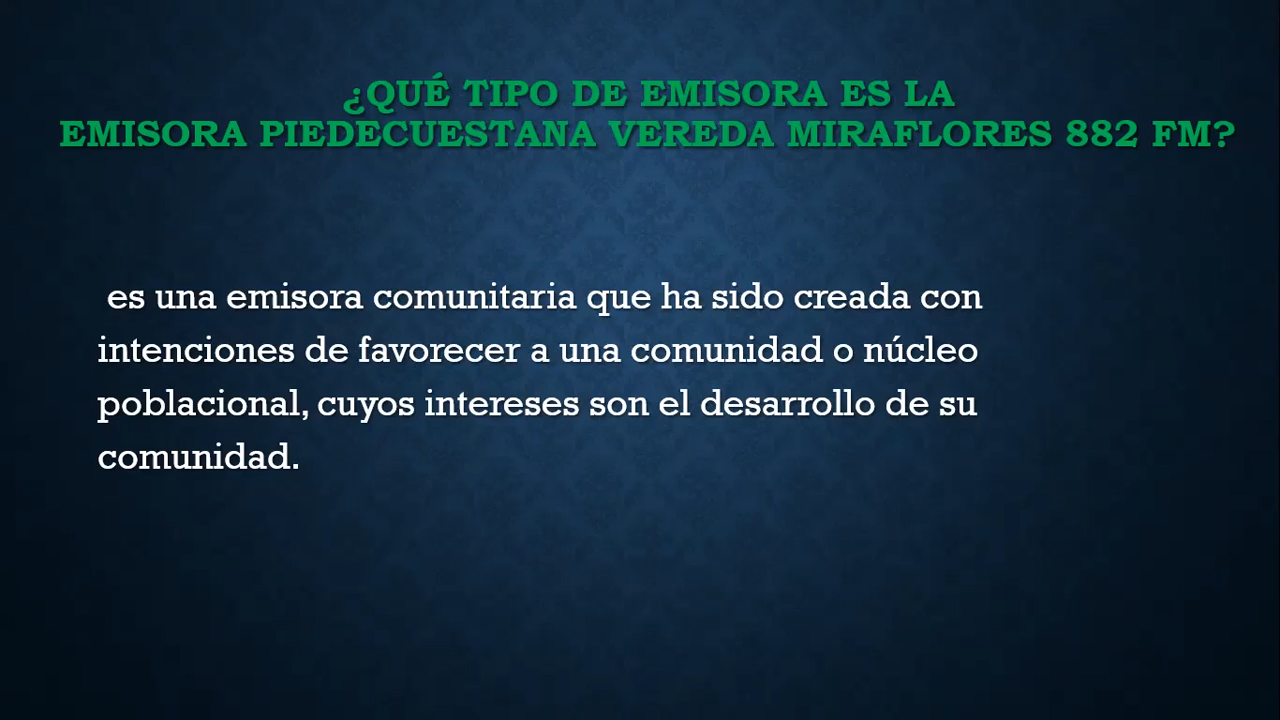 ¿QUÉ TIPO DE EMISORA ES LA
EMISORA PIEDECUESTANA VEREDA MIRAFLORES 882 FM?
es una emisora comunitaria que ha sido creada con
intenciones de favorecer a una comunidad o núcleo
poblacional, cuyos intereses son el desarrollo de su
comunidad.